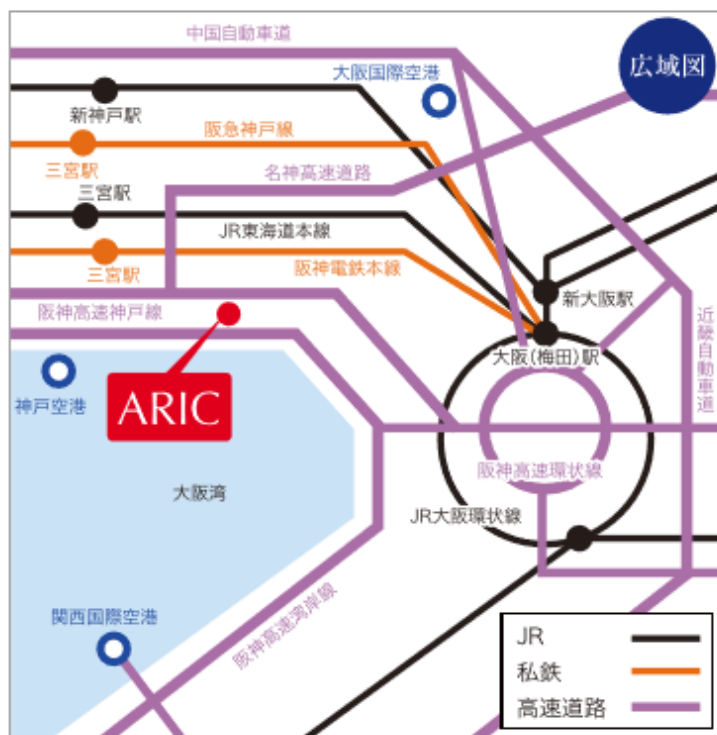 中国自動車道
広域図
大阪国際空港
新神戸駅
阪急神戸線
三宮駅
名神高速道路
三宮駅
JR東海道本線
三宮駅
阪神電鉄本線
新大阪駅
阪神高速神戸線
近畿自動車道
大阪(梅田)駅
神戸空港
ARIC
阪神高速環状線
大阪湾
JR大阪環状線
阪神高速湾岸線
関西国際空港
JR
私鉄
高速道路